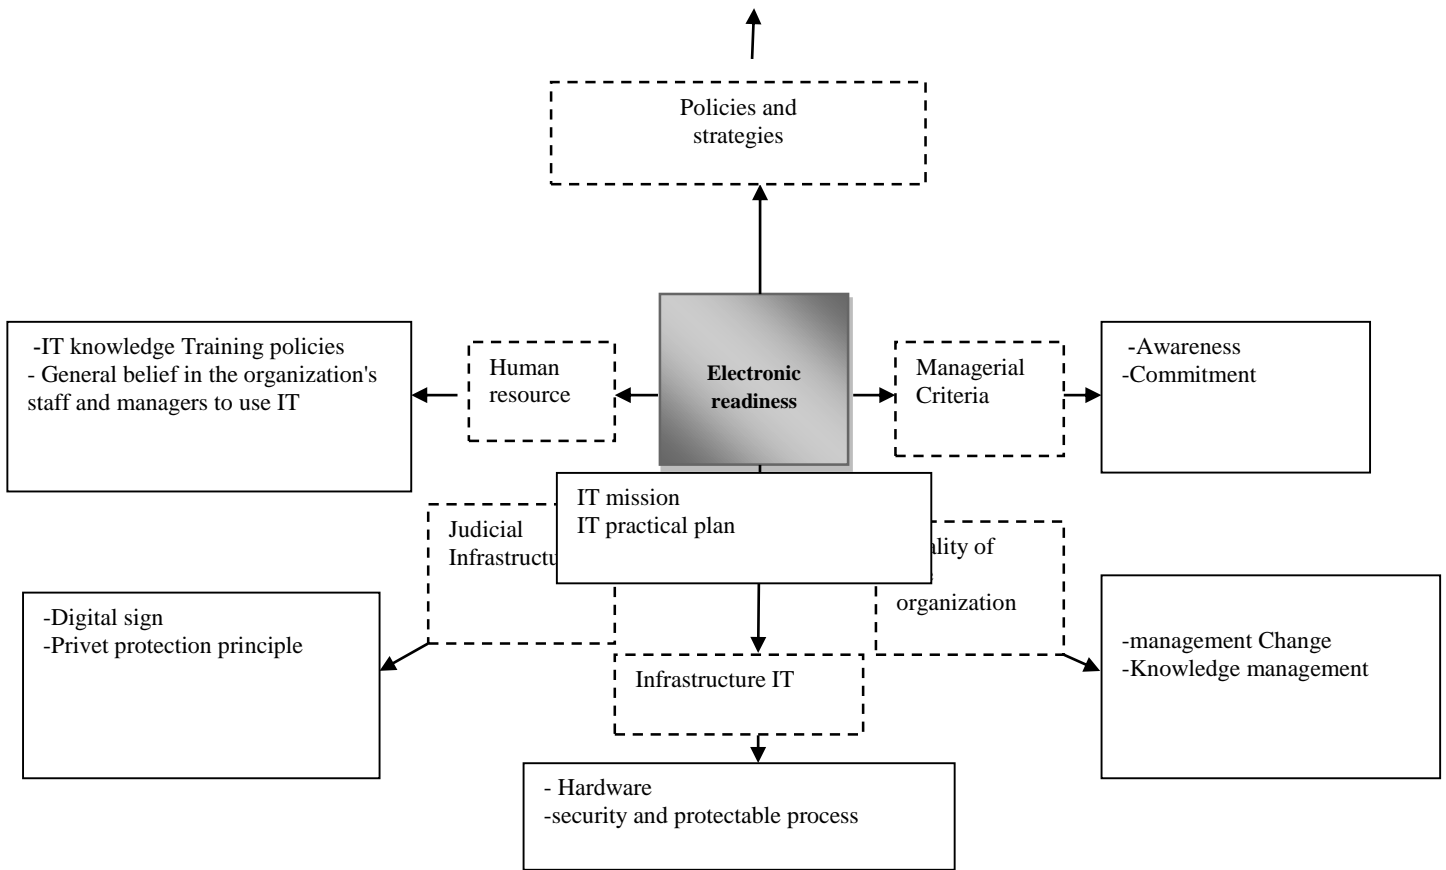 Policies and
strategies
-IT knowledge Training policies
- General belief in the organization's
staff and managers to use IT
Human
resource
Electronic
readiness
Managerial
Criteria
-Awareness
-Commitment
IT mission
IT practical plan
Judicial
organization
-Digital sign
-Privet protection principle
Infrastructure IT
-management Change
-Knowledge management
- Hardware
-security and protectable process